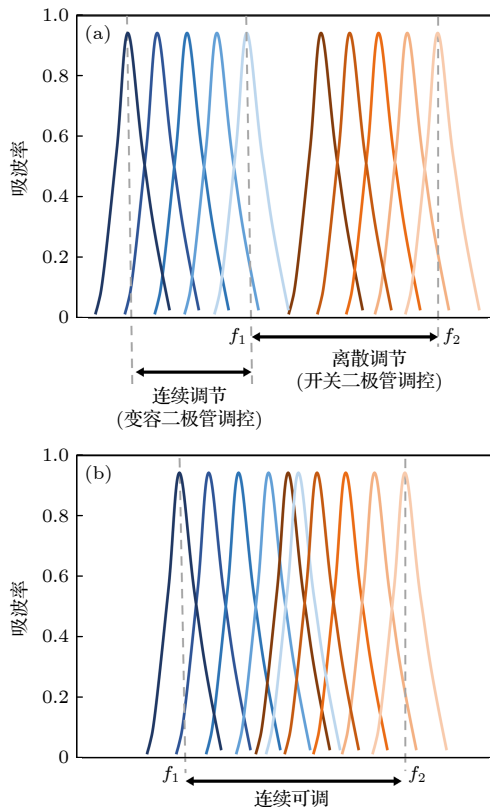 1.0
(a)
0.8
0.6
吸波率
0.4
0.2
0
f1
f2
连续调节
(变容二极管调控)
离散调节
(开关二极管调控)
1.0
(b)
0.8
0.6
吸波率
0.4
0.2
0
f1
f2
连续可调